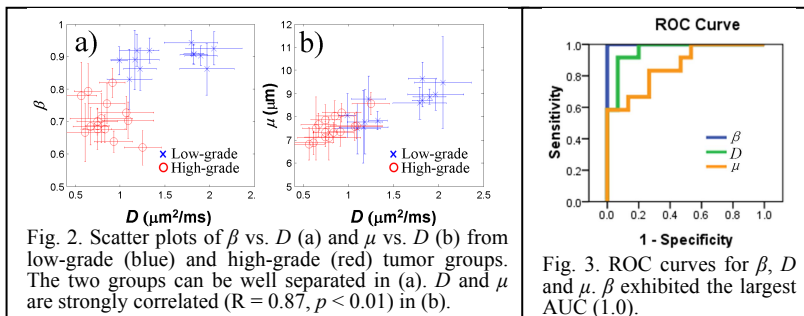 a)
β
1
0.9
0.8
0.7
0.6
0.5
0.5 1 1.5 2 2.
× Low-grade
○ High-grade
D (μm²/ms)
b)
μ (μm)
12
11
10
9
8
7
6
5
0.5 1 1.5 2 2.5
× Low-grade
○ High-grade
D (μm²/ms)
Fig. 2. Scatter plots of β vs. D (a) and μ vs. D (b) from
low-grade (blue) and high-grade (red) tumor groups.
The two groups can be well separated in (a). D and μ
are strongly correlated (R = 0.87, p < 0.01) in (b).
ROC Curve
Sensitivity
1.0
0.8
0.6
0.4
0.2
0.0
β
D
μ
0.0 0.2 0.4 0.6 0.8 1.0
1 - Specificity
Fig. 3. ROC curves for β, D
and μ. β exhibited the largest
AUC (1.0).